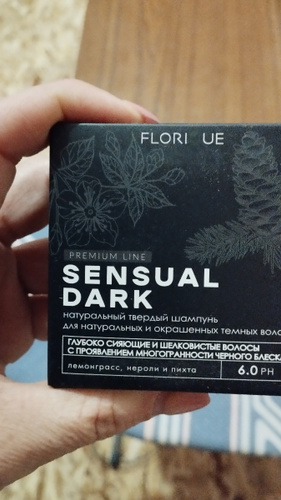 FLORI UE
PREMIUM LINE
SENSUAL
DARK
натуральный твердый шампунь
для натуральных и окрашенных темных воло
ГЛУБОКО СИЯЮЩИЕ И ШЕЛКОВИСТЫЕ ВОЛОСЫ
С ПРОЯВЛЕНИЕМ МНОГОГРАННОСТИ ЧЕРНОГО БЛЕСКА
лемонграсс, нероли и пихта
6.0 PH